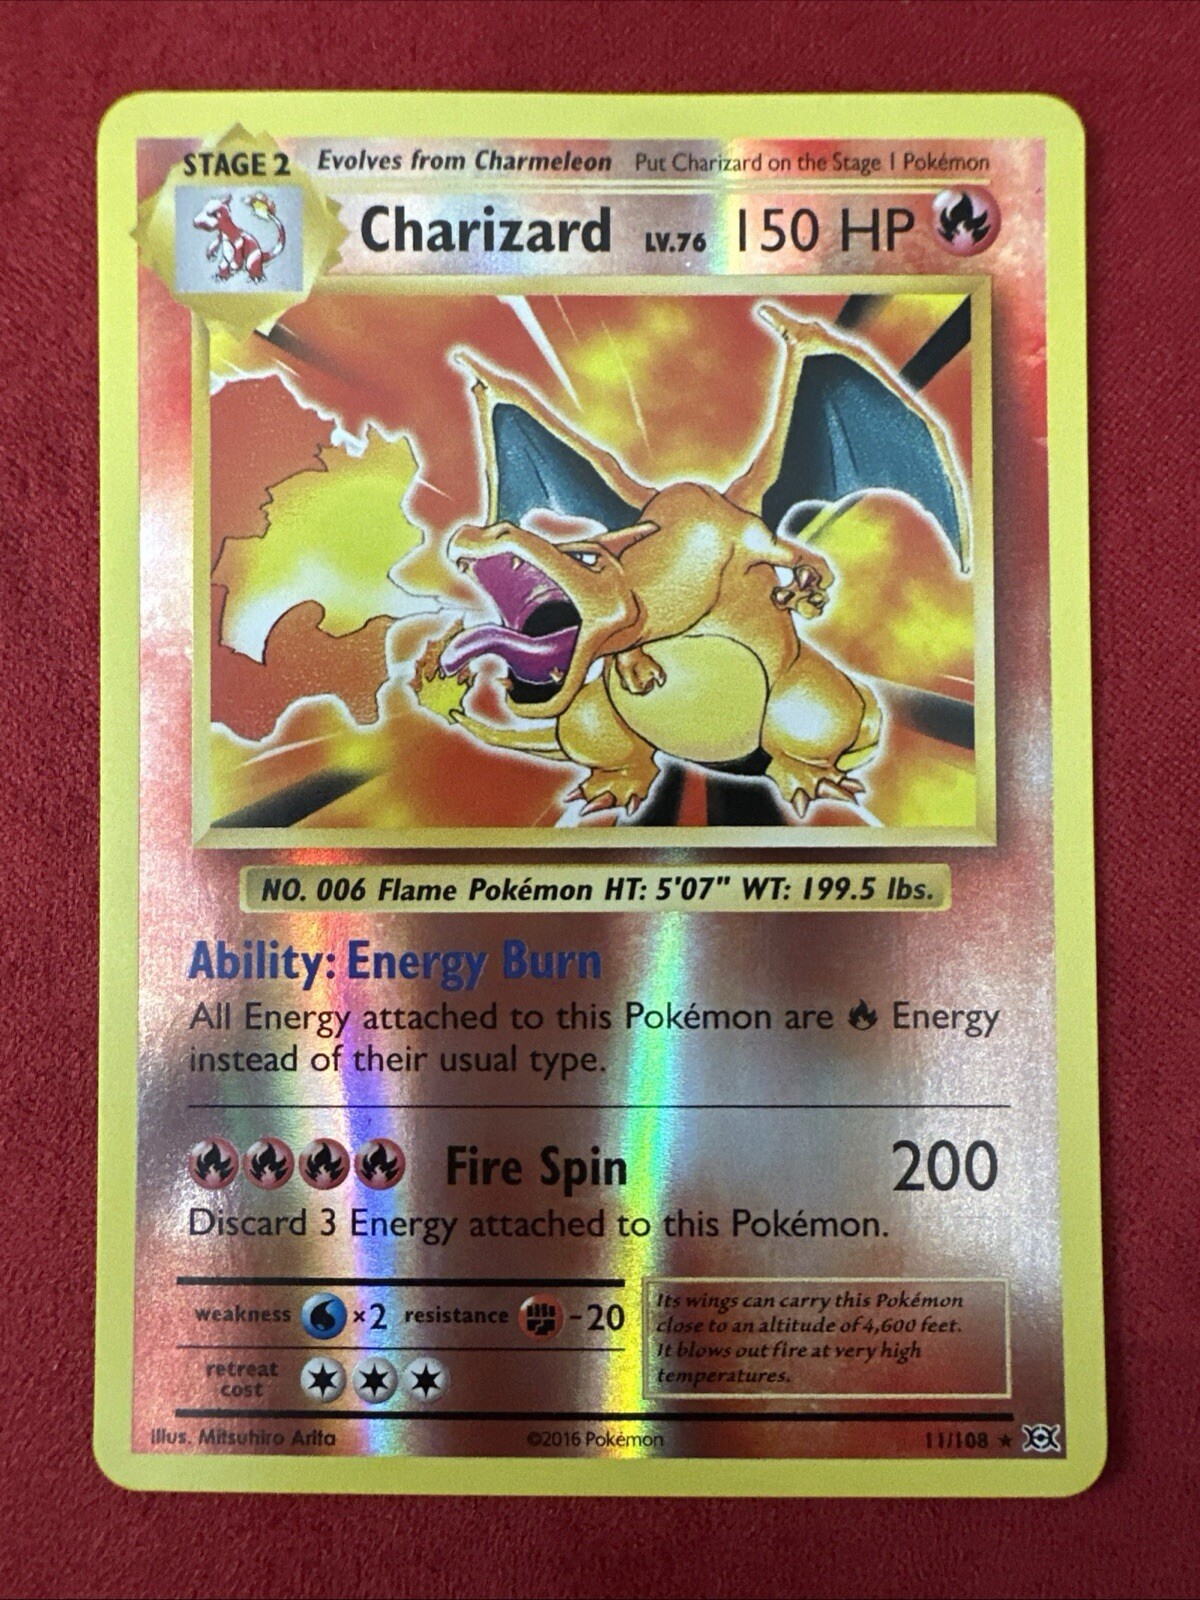 STAGE 2 Evolves from Charmeleon Put Charizard on the Stage 1 Pokémon
Charizard LV.76 150 HP
NO. 006 Flame Pokémon HT: 5'07" WT: 199.5 lbs.
Ability: Energy Burn
All Energy attached to this Pokémon are Energy
instead of their usual type.
Fire Spin 200
Discard 3 Energy attached to this Pokémon.
weakness ×2 resistance -20
retreat
cost
Its wings can carry this Pokémon
close to an altitude of 4,600 feet.
It blows out fire at very high
temperatures.
Illus. Mitsuhiro Arita ©2016 Pokémon 11/108 ★